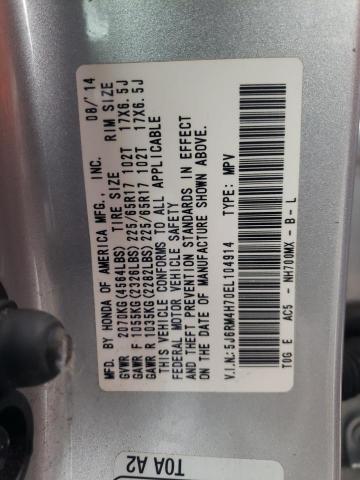 MFD. BY HONDA OF AMERICA MFG., INC. 08/'14
GVWR 2070KG(4564LBS) TIRE SIZE RIM SIZE
GAWR F 1055KG(2326LBS) 225/65R17 102T 17X6.5J
GAWR R 1035KG(2282LBS) 225/65R17 102T 17X6.5J
THIS VEHICLE CONFORMS TO ALL APPLICABLE
FEDERAL MOTOR VEHICLE SAFETY
AND THEFT PREVENTION STANDARDS IN EFFECT
ON THE DATE OF MANUFACTURE SHOWN ABOVE.
V.I.N.: 5J6RM4H70EL104914 TYPE: MPV
T0G E AC5 - NH700MX - B - L
T0A A2